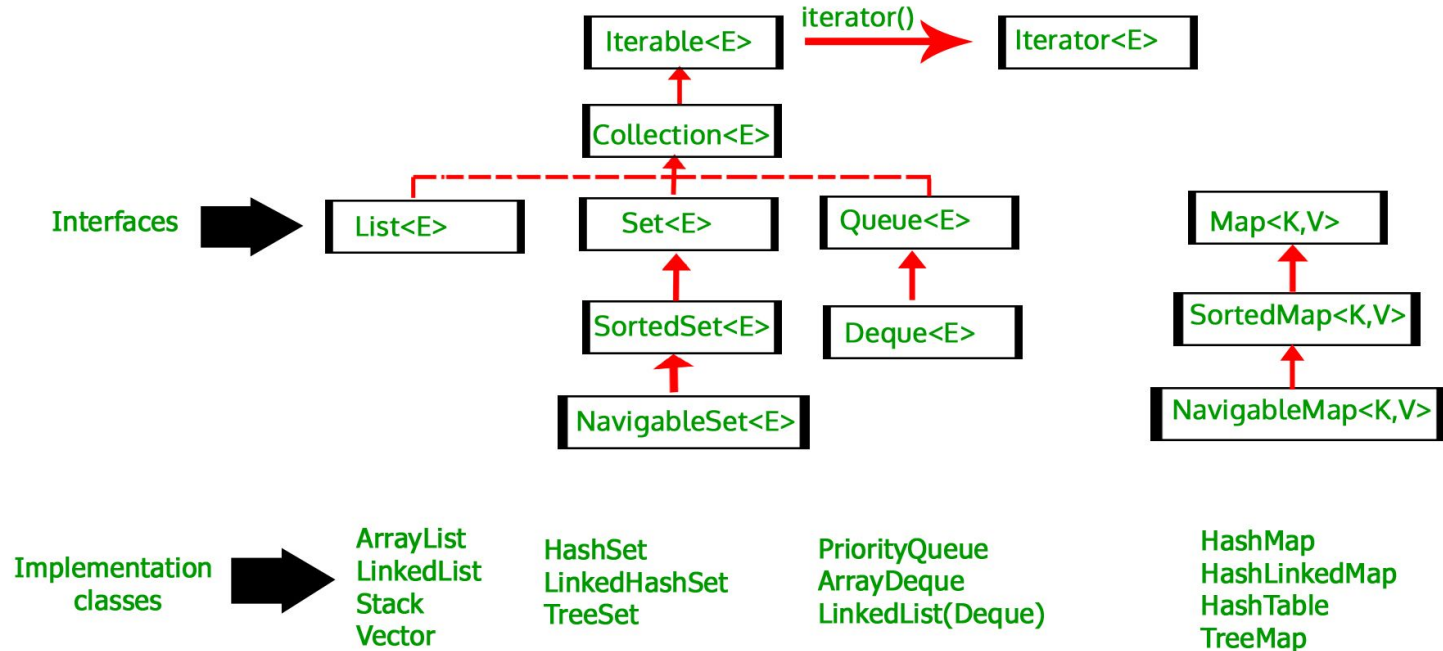 iterator()
Iterable<E>
Iterator<E>
Collection<E>
Interfaces
List<E>
Set<E>
Queue<E>
Map<K,V>
SortedSet<E>
Deque<E>
SortedMap<K,V>
NavigableSet<E>
NavigableMap<K,V>
Implementation
classes
ArrayList
LinkedList
Stack
Vector
HashSet
LinkedHashSet
TreeSet
PriorityQueue
ArrayDeque
LinkedList(Deque)
HashMap
HashLinkedMap
HashTable
TreeMap